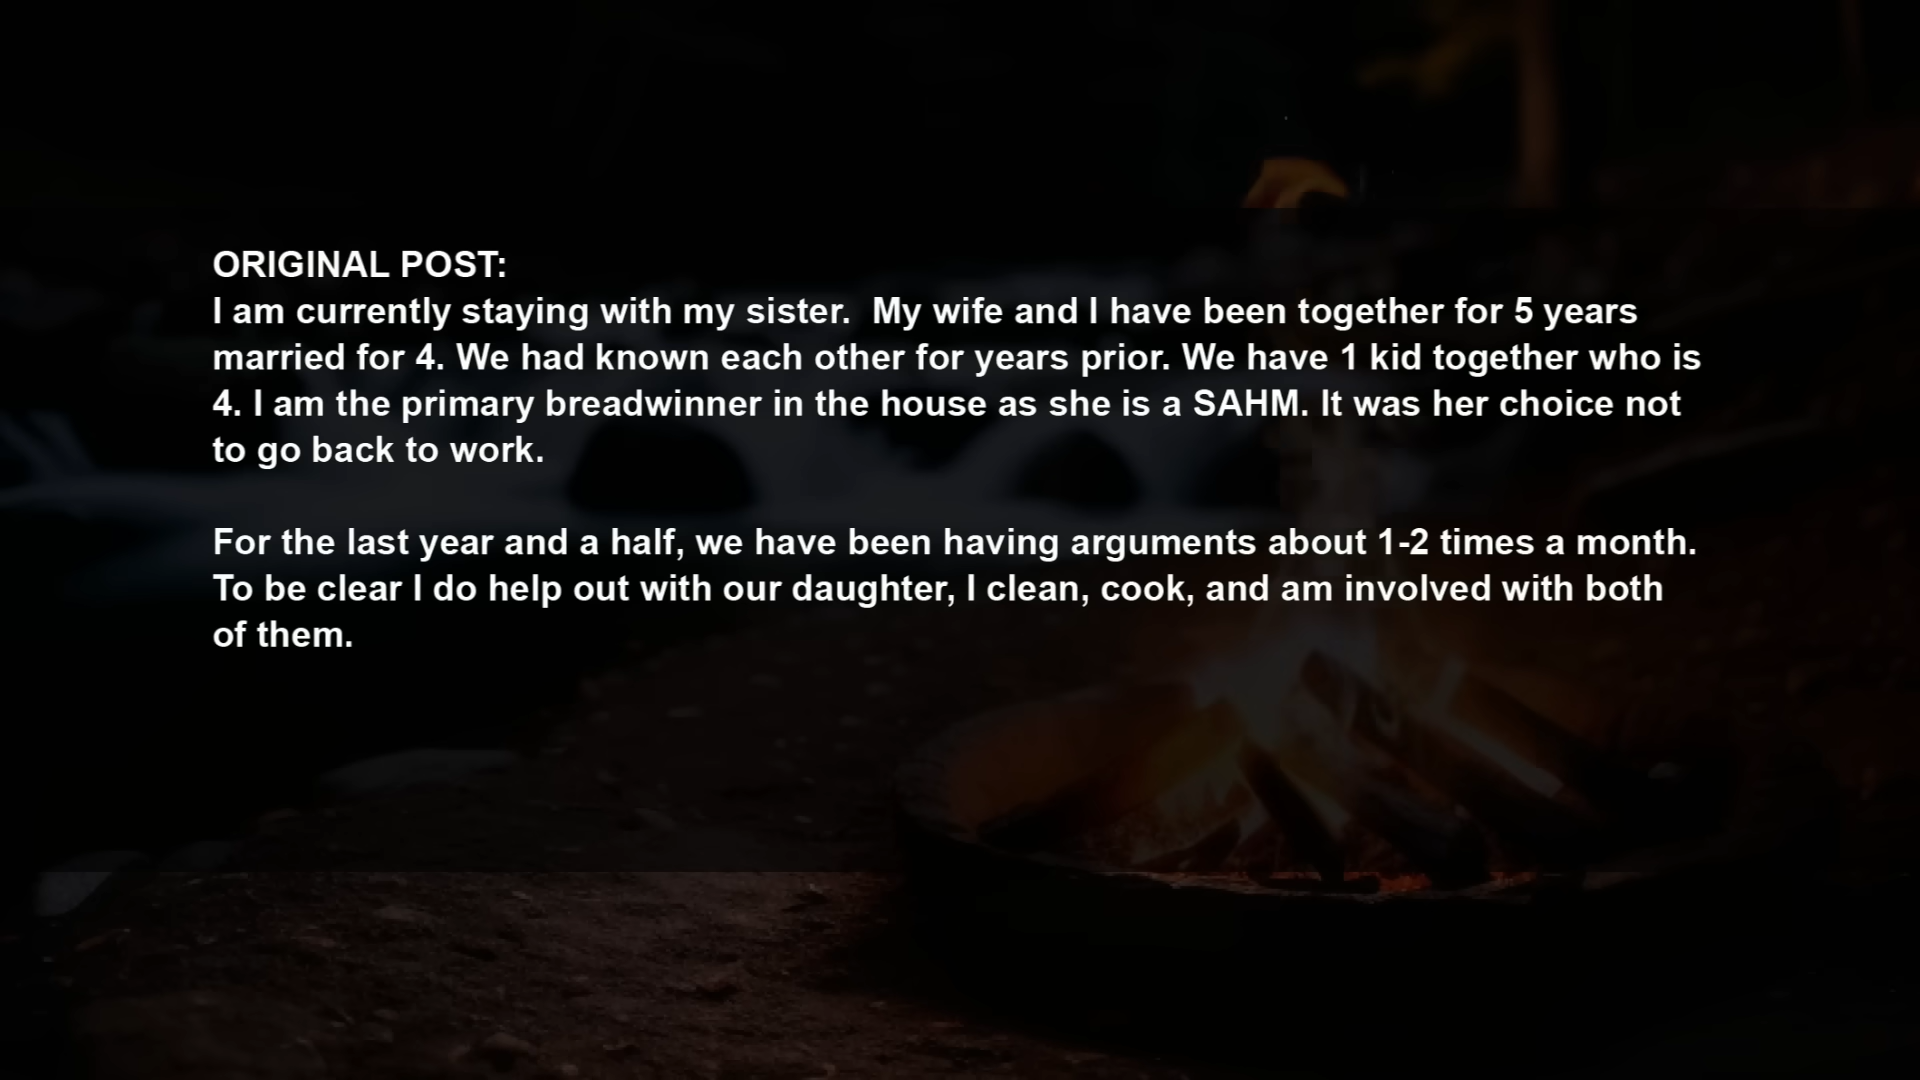 ORIGINAL POST:
I am currently staying with my sister.  My wife and I have been together for 5 years
married for 4. We had known each other for years prior. We have 1 kid together who is
4. I am the primary breadwinner in the house as she is a SAHM. It was her choice not
to go back to work.
For the last year and a half, we have been having arguments about 1-2 times a month.
To be clear I do help out with our daughter, I clean, cook, and am involved with both
of them.